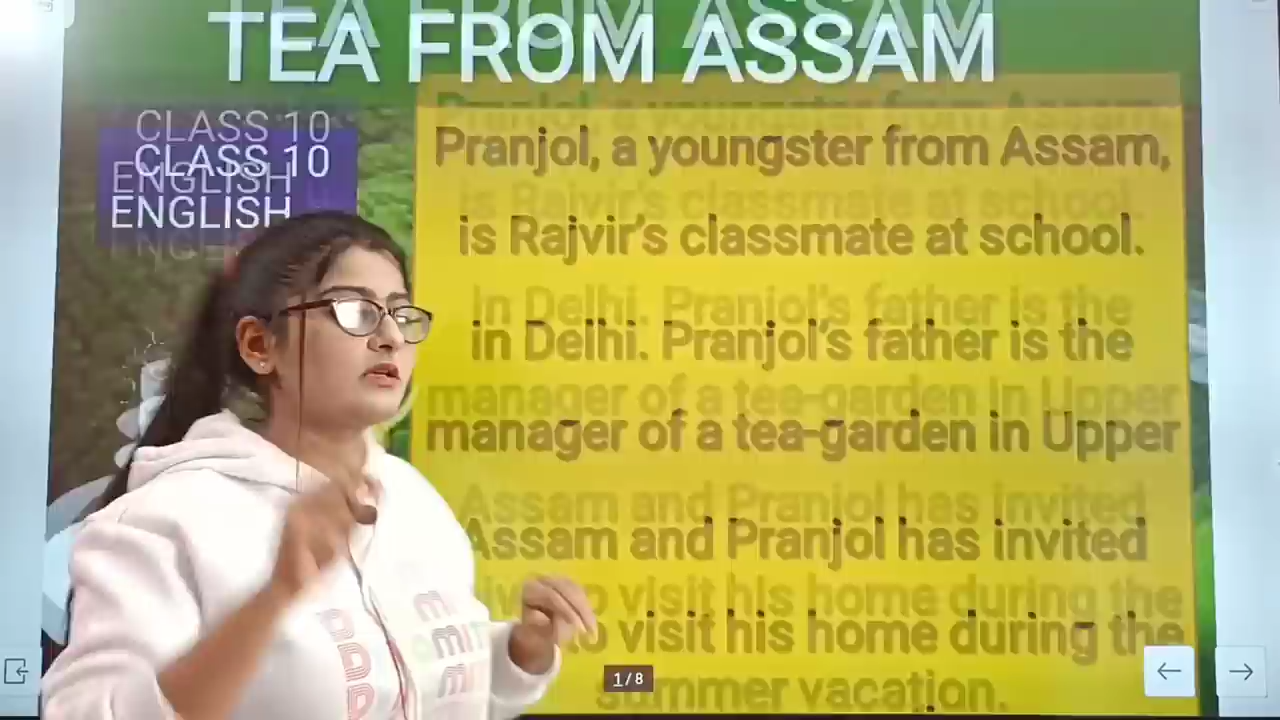 TEA FROM ASSAM
CLASS 10
ENGLISH
Pranjol, a youngster from Assam,
is Rajvir's classmate at school.
in Delhi. Pranjol's father is the
manager of a tea-garden in Upper
Assam and Pranjol has invited
to visit his home during the
summer vacation.
1/8